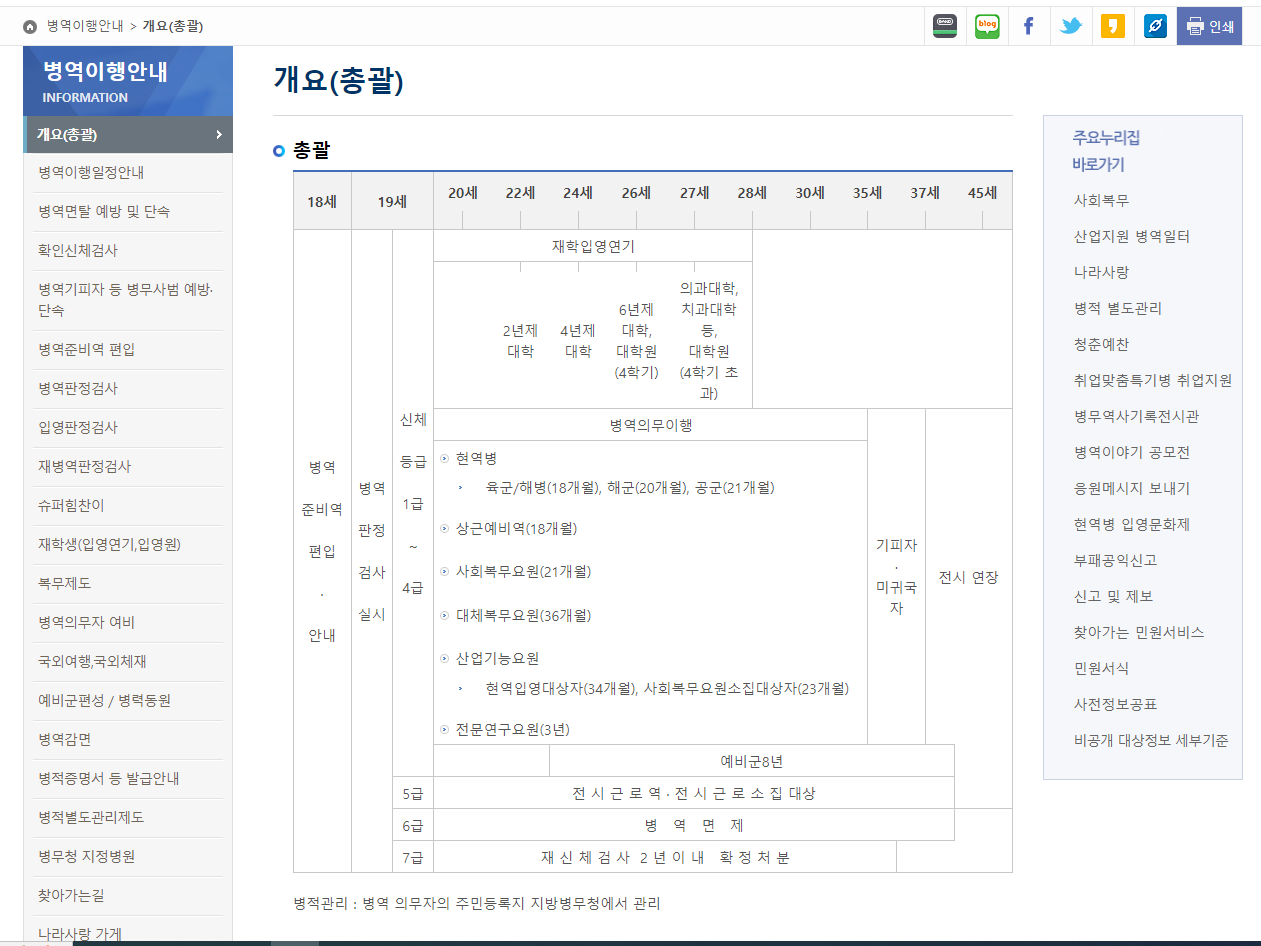 병역이행안내 > 개요(총괄)
BAND
blog
인쇄
병역이행안내
INFORMATION
개요(총괄)
병역이행일정안내
병역면탈 예방 및 단속
확인신체검사
병역기피자 등 병무사범 예방·
단속
병역준비역 편입
병역판정검사
입영판정검사
재병역판정검사
슈퍼힘찬이
재학생(입영연기,입영원)
복무제도
병역의무자 여비
국외여행,국외체재
예비군편성 / 병력동원
병역감면
병적증명서 등 발급안내
병적별도관리제도
병무청 지정병원
찾아가는길
나라사랑 가게
개요(총괄)
총괄
18세 19세 20세 22세 24세 26세 27세 28세 30세 35세 37세 45세
병역
준비역
편입
·
안내
병역
판정
검사
실시
신체
등급
1급
~
4급
재학입영연기
2년제
대학
4년제
대학
6년제
대학,
대학원
(4학기)
의과대학,
치과대학
등,
대학원
(4학기 초
과)
병역의무이행
현역병
육군/해병(18개월), 해군(20개월), 공군(21개월)
상근예비역(18개월)
사회복무요원(21개월)
대체복무요원(36개월)
산업기능요원
현역입영대상자(34개월), 사회복무요원소집대상자(23개월)
전문연구요원(3년)
기피자
·
미귀국
자
전시 연장
예비군8년
5급 전 시 근 로 역 · 전 시 근 로 소 집 대상
6급 병 역 면 제
7급 재 신 체 검 사 2 년 이 내 확 정 처 분
병적관리 : 병역 의무자의 주민등록지 지방병무청에서 관리
주요누리집
바로가기
사회복무
산업지원 병역일터
나라사랑
병적 별도관리
청춘예찬
취업맞춤특기병 취업지원
병무역사기록전시관
병역이야기 공모전
응원메시지 보내기
현역병 입영문화제
부패공익신고
신고 및 제보
찾아가는 민원서비스
민원서식
사전정보공표
비공개 대상정보 세부기준